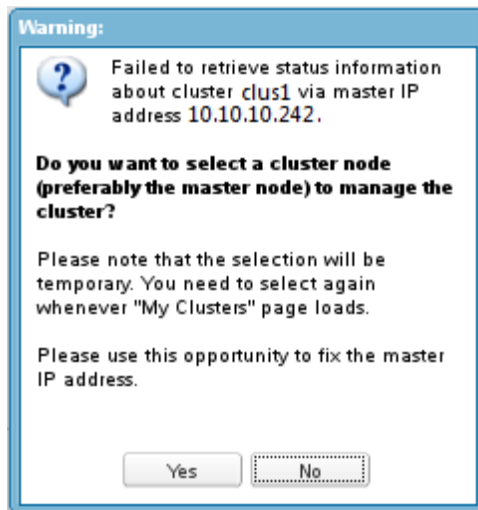 Warning:
Failed to retrieve status information
about cluster clus1 via master IP
address 10.10.10.242.
Do you want to select a cluster node
(preferably the master node) to manage the
cluster?
Please note that the selection will be
temporary. You need to select again
whenever "My Clusters" page loads.
Please use this opportunity to fix the master
IP address.
Yes
No